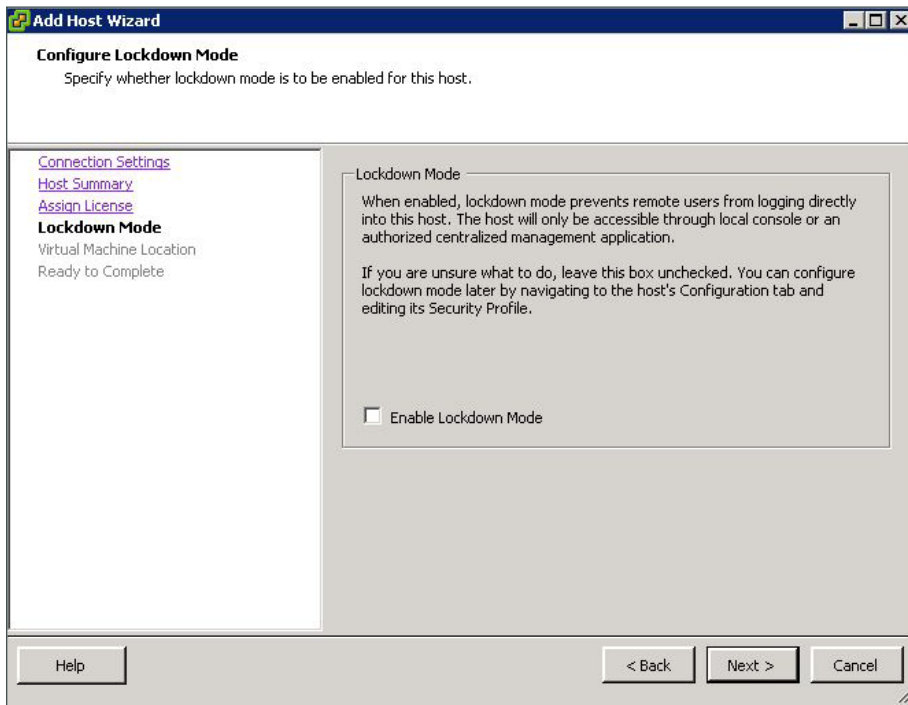 Add Host Wizard
Configure Lockdown Mode
Specify whether lockdown mode is to be enabled for this host.
Connection Settings
Host Summary
Assign License
Lockdown Mode
Virtual Machine Location
Ready to Complete
Lockdown Mode
When enabled, lockdown mode prevents remote users from logging directly
into this host. The host will only be accessible through local console or an
authorized centralized management application.
If you are unsure what to do, leave this box unchecked. You can configure
lockdown mode later by navigating to the host's Configuration tab and
editing its Security Profile.
Enable Lockdown Mode
Help
< Back
Next >
Cancel